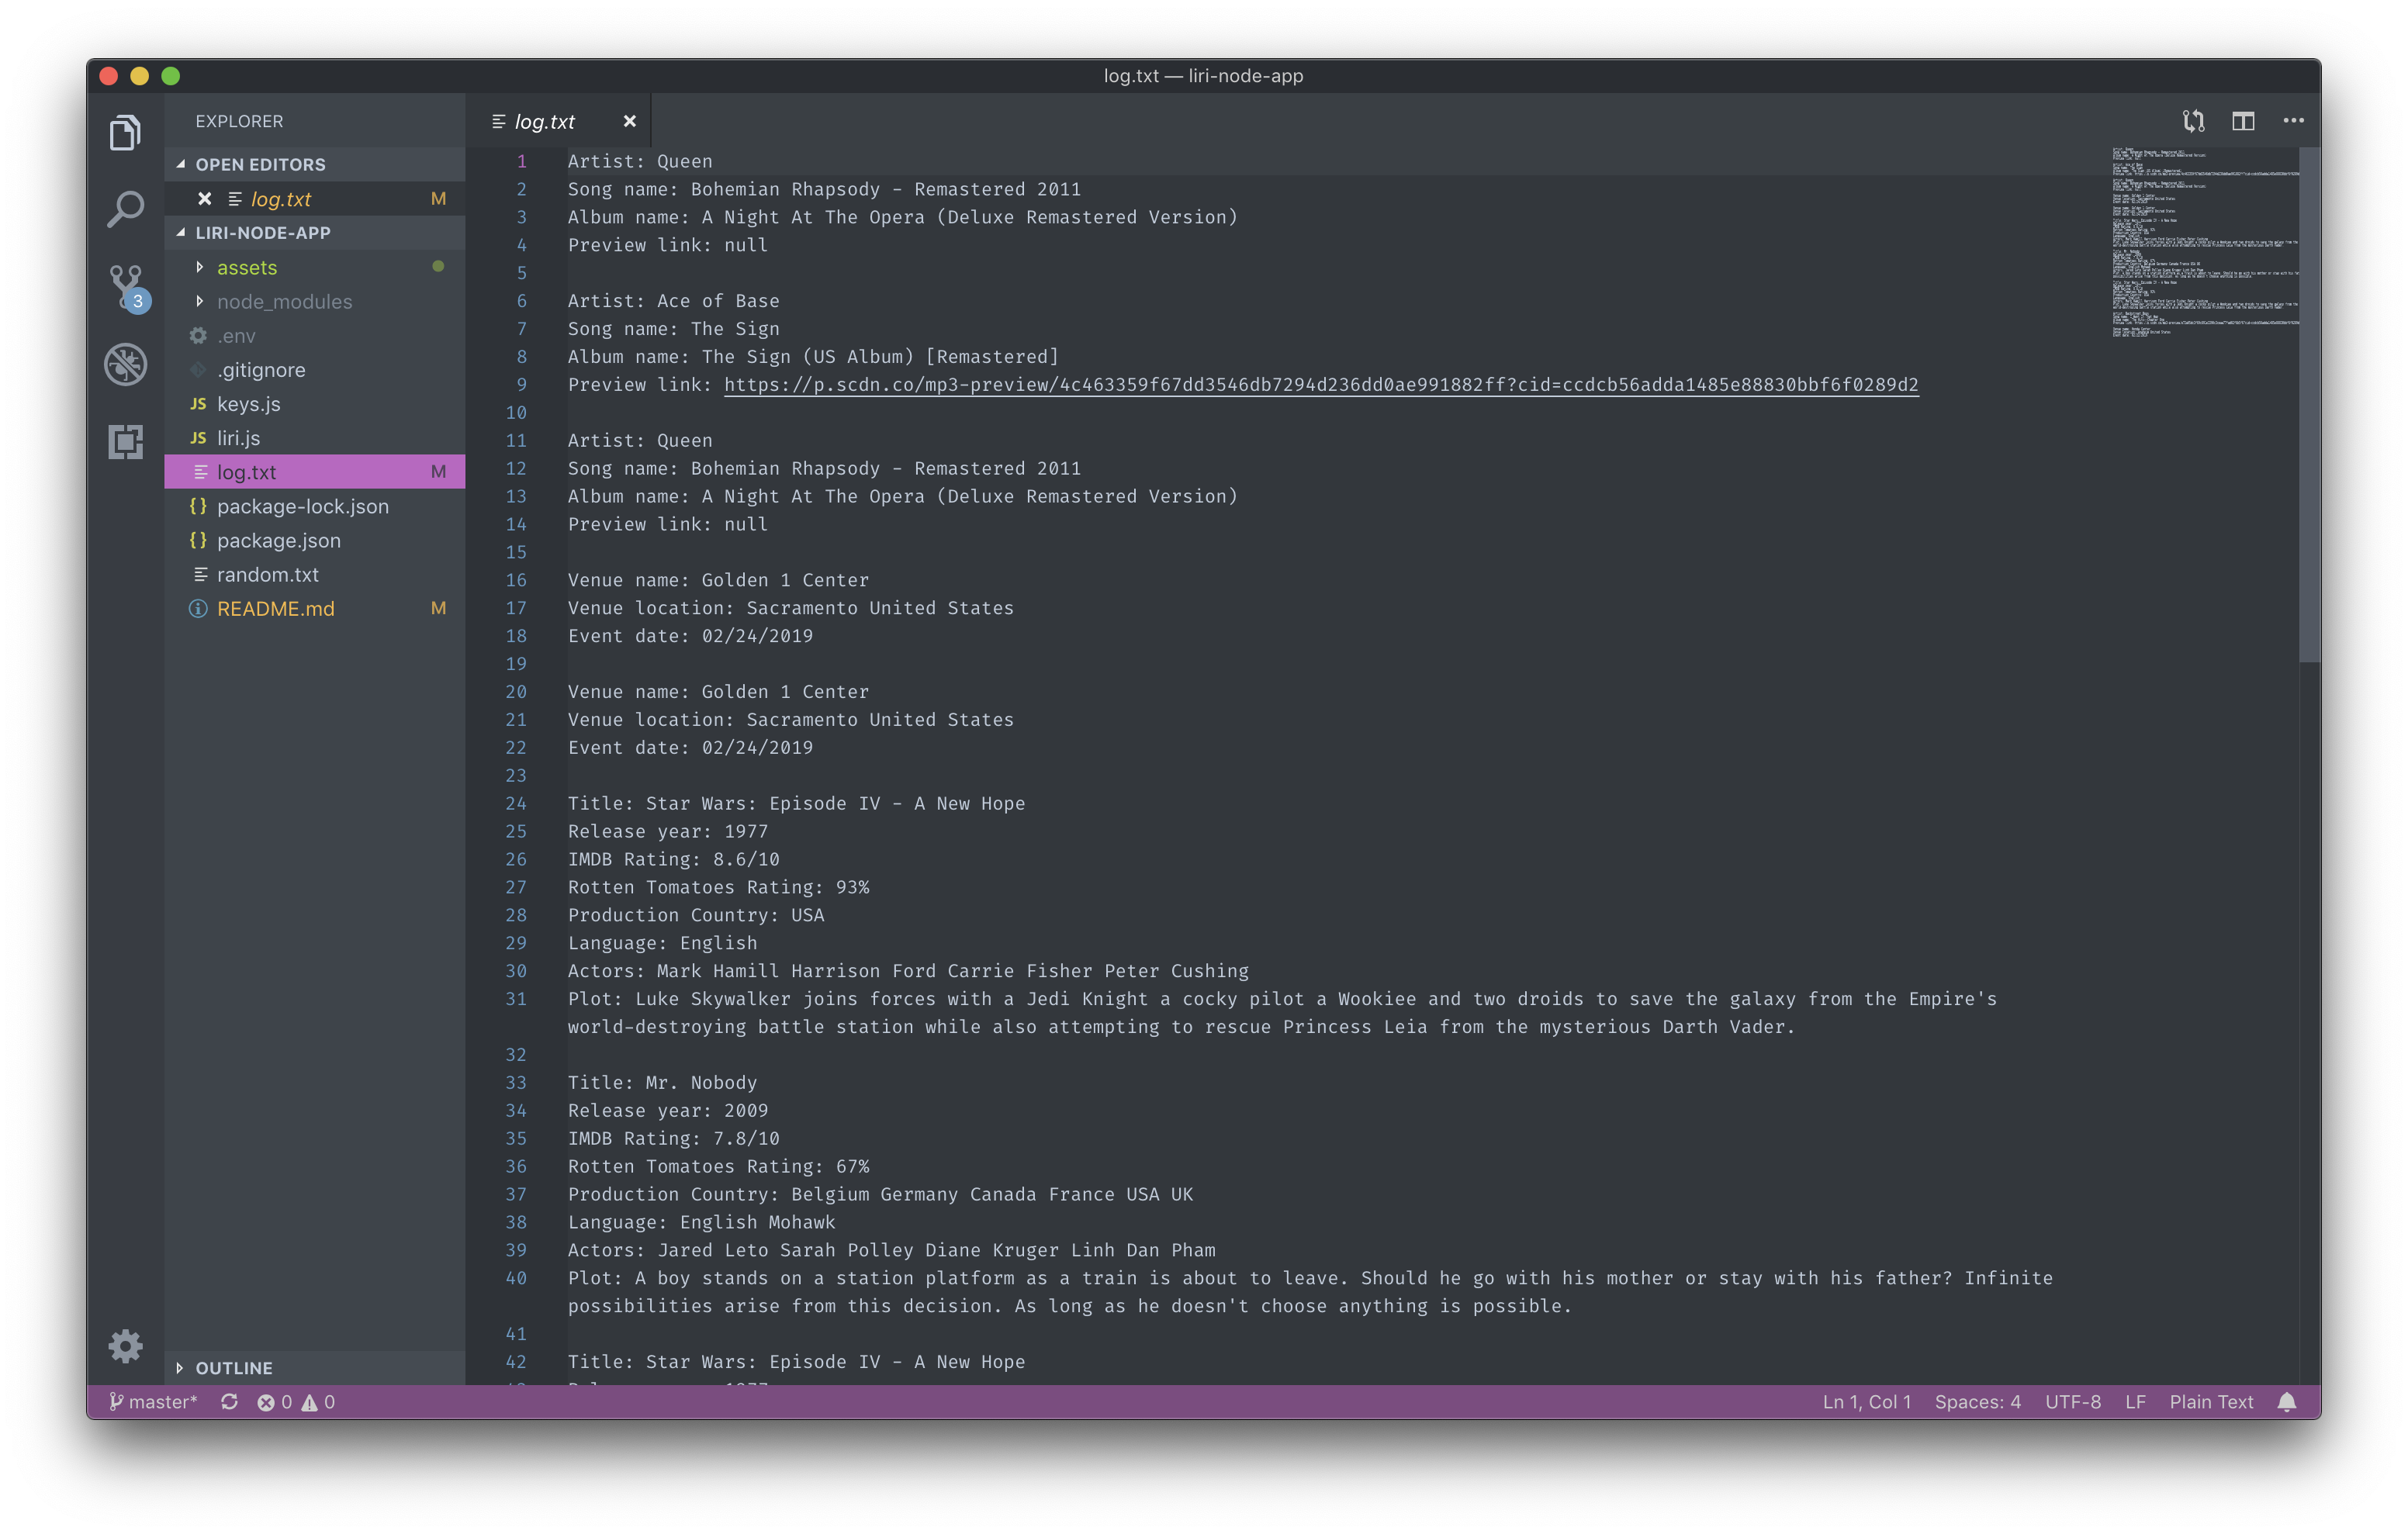 log.txt — liri-node-app
EXPLORER
OPEN EDITORS
log.txt M
LIRI-NODE-APP
assets
node_modules
.env
.gitignore
JS keys.js
JS liri.js
log.txt M
{} package-lock.json
{} package.json
random.txt
README.md M
OUTLINE
3
log.txt
1 Artist: Queen
2 Song name: Bohemian Rhapsody - Remastered 2011
3 Album name: A Night At The Opera (Deluxe Remastered Version)
4 Preview link: null
5
6 Artist: Ace of Base
7 Song name: The Sign
8 Album name: The Sign (US Album) [Remastered]
9 Preview link: https://p.scdn.co/mp3-preview/4c463359f67dd3546db7294d236dd0ae991882ff?cid=ccdcb56adda1485e88830bbf6f0289d2
10
11 Artist: Queen
12 Song name: Bohemian Rhapsody - Remastered 2011
13 Album name: A Night At The Opera (Deluxe Remastered Version)
14 Preview link: null
15
16 Venue name: Golden 1 Center
17 Venue location: Sacramento United States
18 Event date: 02/24/2019
19
20 Venue name: Golden 1 Center
21 Venue location: Sacramento United States
22 Event date: 02/24/2019
23
24 Title: Star Wars: Episode IV - A New Hope
25 Release year: 1977
26 IMDB Rating: 8.6/10
27 Rotten Tomatoes Rating: 93%
28 Production Country: USA
29 Language: English
30 Actors: Mark Hamill Harrison Ford Carrie Fisher Peter Cushing
31 Plot: Luke Skywalker joins forces with a Jedi Knight a cocky pilot a Wookiee and two droids to save the galaxy from the Empire's
world-destroying battle station while also attempting to rescue Princess Leia from the mysterious Darth Vader.
32
33 Title: Mr. Nobody
34 Release year: 2009
35 IMDB Rating: 7.8/10
36 Rotten Tomatoes Rating: 67%
37 Production Country: Belgium Germany Canada France USA UK
38 Language: English Mohawk
39 Actors: Jared Leto Sarah Polley Diane Kruger Linh Dan Pham
40 Plot: A boy stands on a station platform as a train is about to leave. Should he go with his mother or stay with his father? Infinite
possibilities arise from this decision. As long as he doesn't choose anything is possible.
41
42 Title: Star Wars: Episode IV - A New Hope
master* 0 0
Ln 1, Col 1 Spaces: 4 UTF-8 LF Plain Text